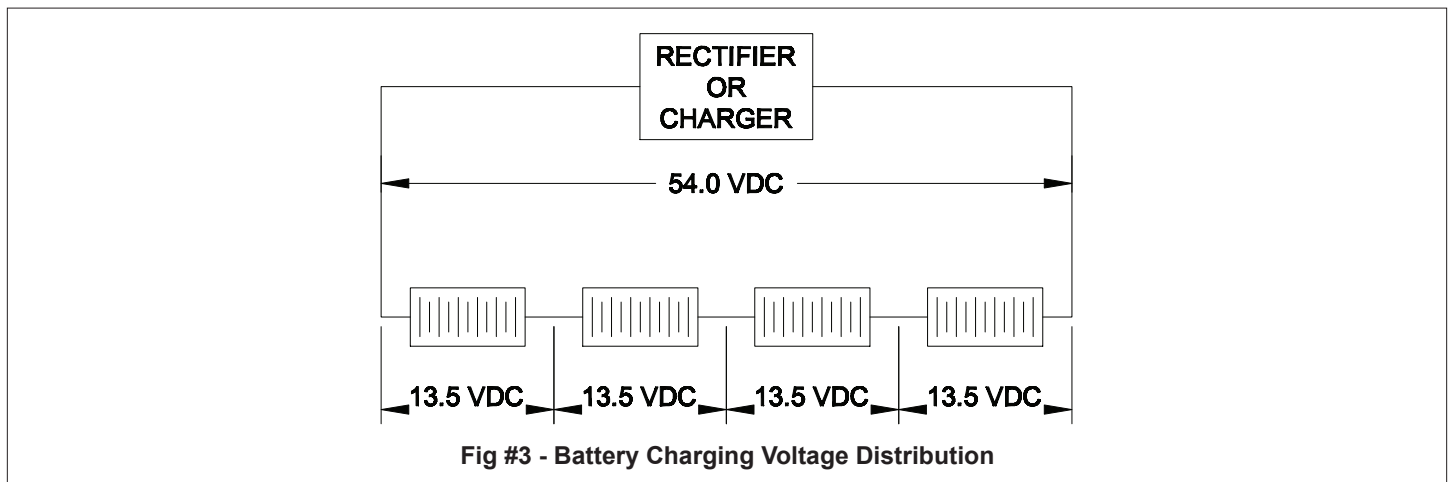 RECTIFIER
OR
CHARGER
54.0 VDC
13.5 VDC 13.5 VDC 13.5 VDC 13.5 VDC
Fig #3 - Battery Charging Voltage Distribution